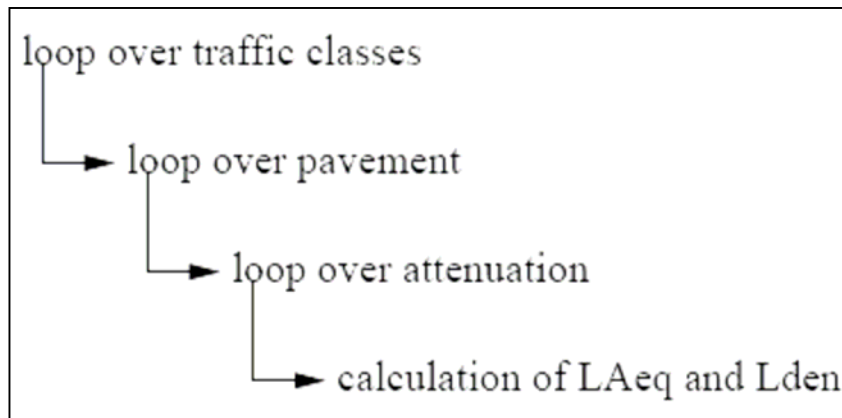 loop over traffic classes
loop over pavement
loop over attenuation
calculation of LAeq and Lden